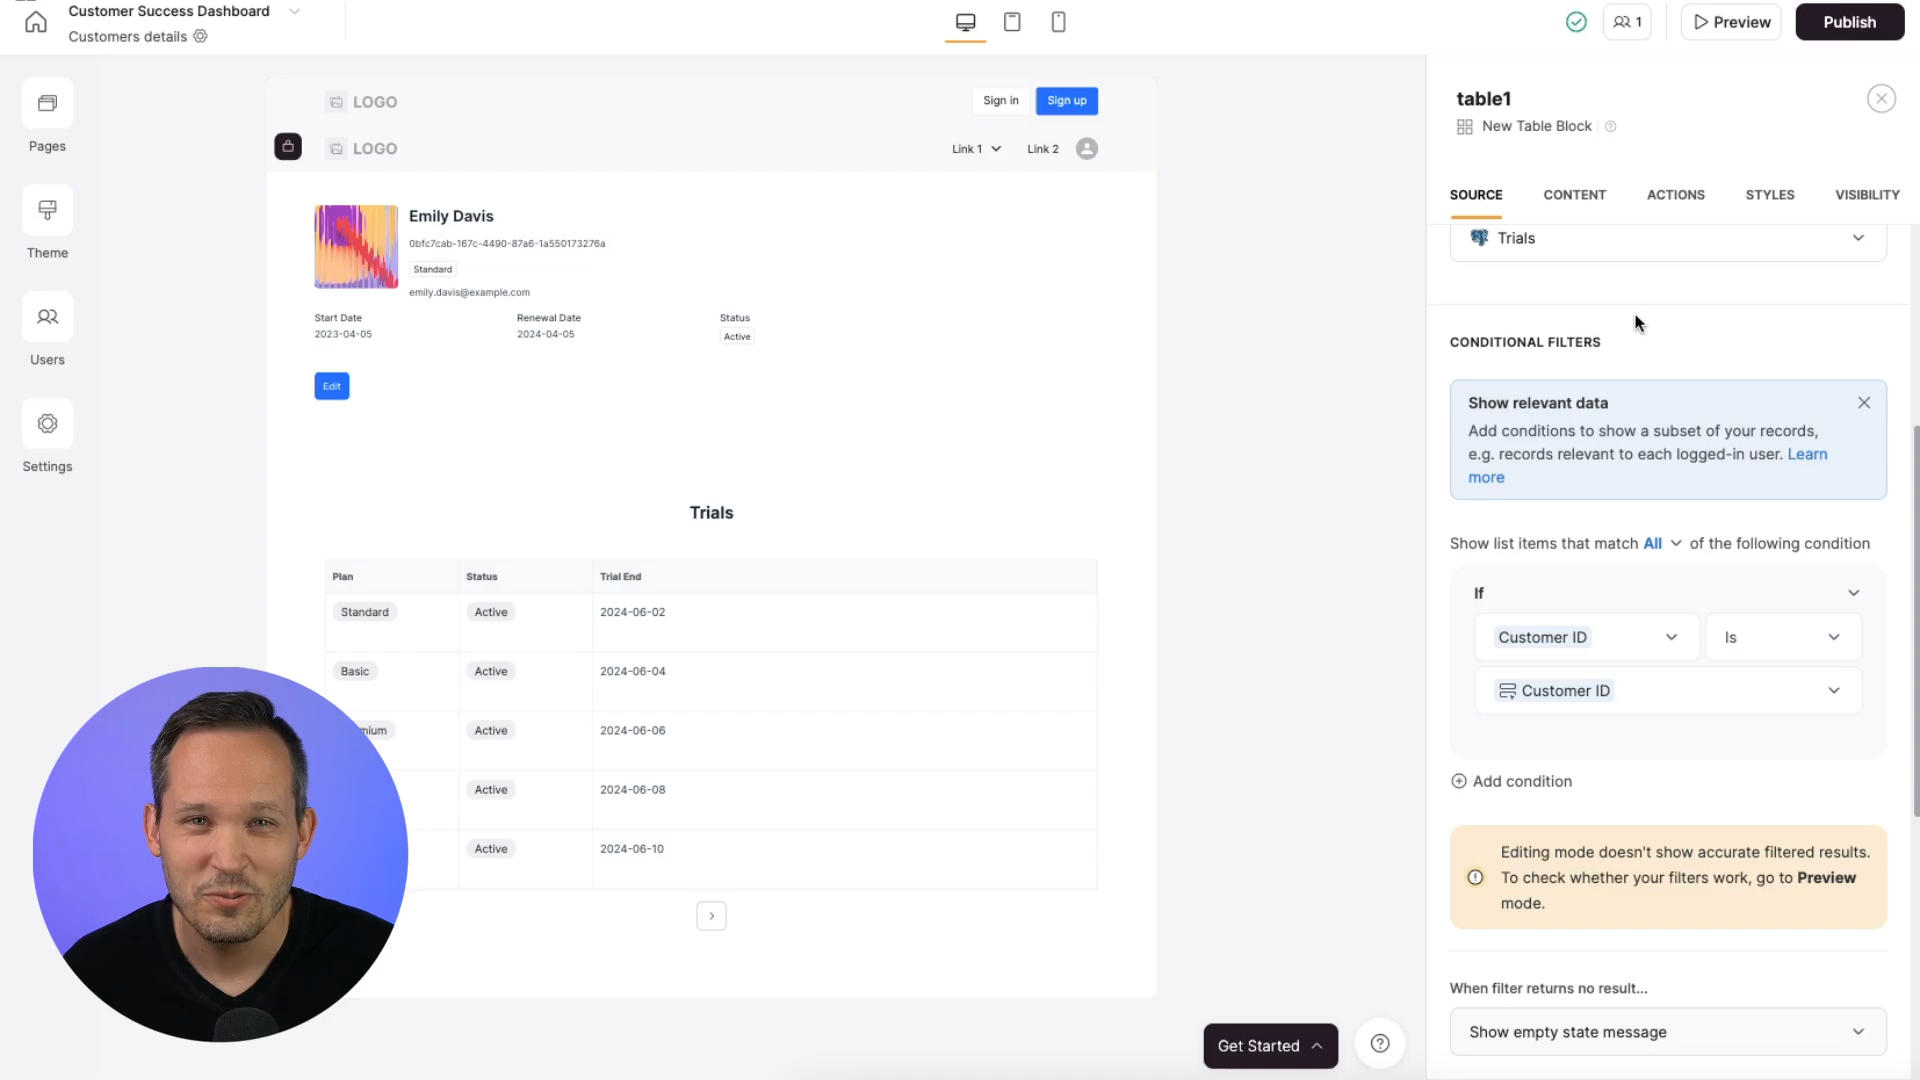 Customer Success Dashboard
Customers details
1
Preview
Publish
Pages
Theme
Users
Settings
LOGO
Sign in
Sign up
LOGO
Link 1
Link 2
Emily Davis
0bfc7cab-167c-4490-87a6-1a550173276a
Standard
emily.davis@example.com
Start Date
Renewal Date
Status
2023-04-05
2024-04-05
Active
Edit
Trials
Plan
Status
Trial End
Standard
Active
2024-06-02
Basic
Active
2024-06-04
Active
2024-06-06
Active
2024-06-08
Active
2024-06-10
Get Started
table1
New Table Block
SOURCE
CONTENT
ACTIONS
STYLES
VISIBILITY
Trials
CONDITIONAL FILTERS
Show relevant data
Add conditions to show a subset of your records,
e.g. records relevant to each logged-in user. Learn
more
Show list items that match All of the following condition
If
Customer ID
Is
Customer ID
Add condition
Editing mode doesn't show accurate filtered results.
To check whether your filters work, go to Preview
mode.
When filter returns no result...
Show empty state message